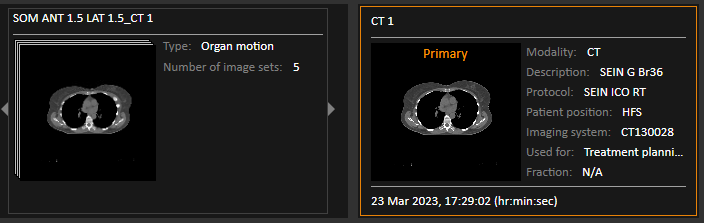 SOM ANT 1.5 LAT 1.5_CT 1
Type: Organ motion
Number of image sets: 5
CT 1
Primary
Modality: CT
Description: SEIN G Br36
Protocol: SEIN ICO RT
Patient position: HFS
Imaging system: CT130028
Used for: Treatment planni...
Fraction: N/A
23 Mar 2023, 17:29:02 (hr:min:sec)